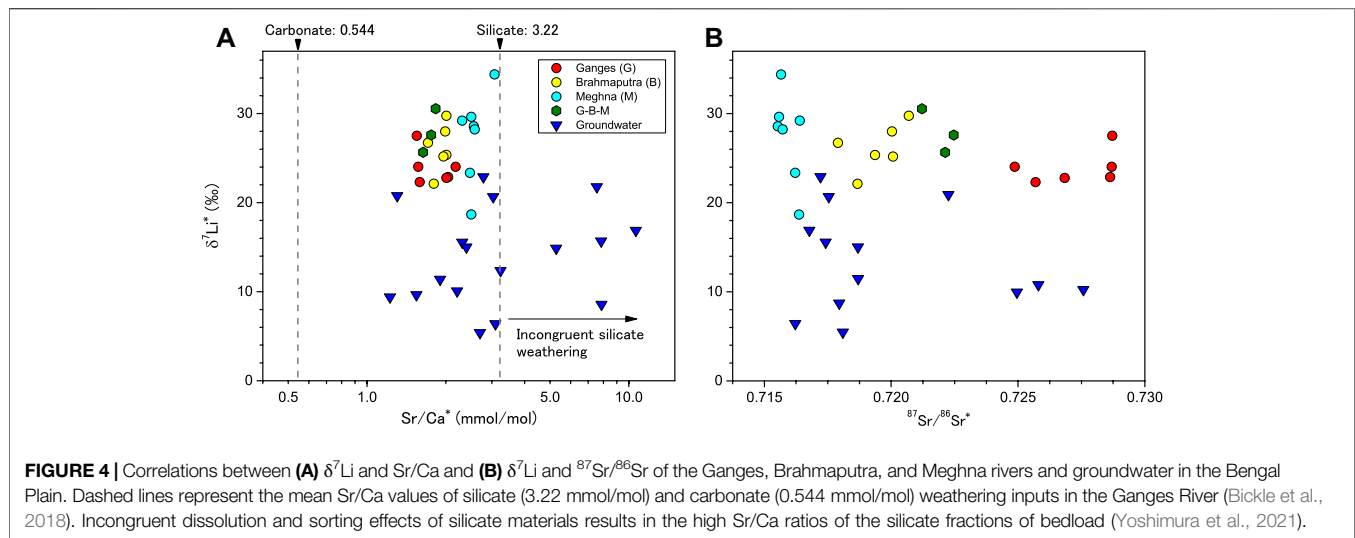 A
Carbonate: 0.544
Silicate: 3.22
Ganges (G)
Brahmaputra (B)
Meghna (M)
G-B-M
Groundwater
Incongruent silicate
weathering
δ⁷Li* (‰)
30
20
10
0
0.5
1.0
5.0
10.0
Sr/Ca* (mmol/mol)
B
30
20
10
0
0.715
0.720
0.725
0.730
⁸⁷Sr/⁸⁶Sr*
FIGURE 4 | Correlations between (A) δ⁷Li and Sr/Ca and (B) δ⁷Li and ⁸⁷Sr/⁸⁶Sr of the Ganges, Brahmaputra, and Meghna rivers and groundwater in the Bengal
Plain. Dashed lines represent the mean Sr/Ca values of silicate (3.22 mmol/mol) and carbonate (0.544 mmol/mol) weathering inputs in the Ganges River (Bickle et al.,
2018). Incongruent dissolution and sorting effects of silicate materials results in the high Sr/Ca ratios of the silicate fractions of bedload (Yoshimura et al., 2021).